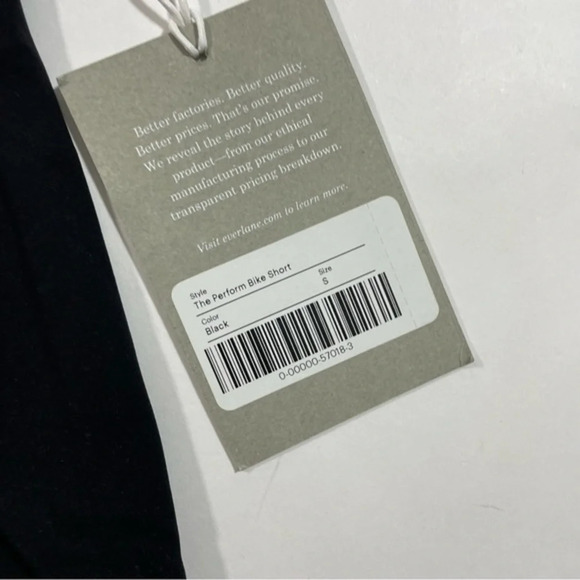 Better factories. Better quality.
Better prices. That's our promise.
We reveal the story behind every
product—from our ethical
manufacturing process to our
transparent pricing breakdown.
Visit everlane.com to learn more.
Style
The Perform Bike Short
Color
Black
Size
S
0-00000-57018-3